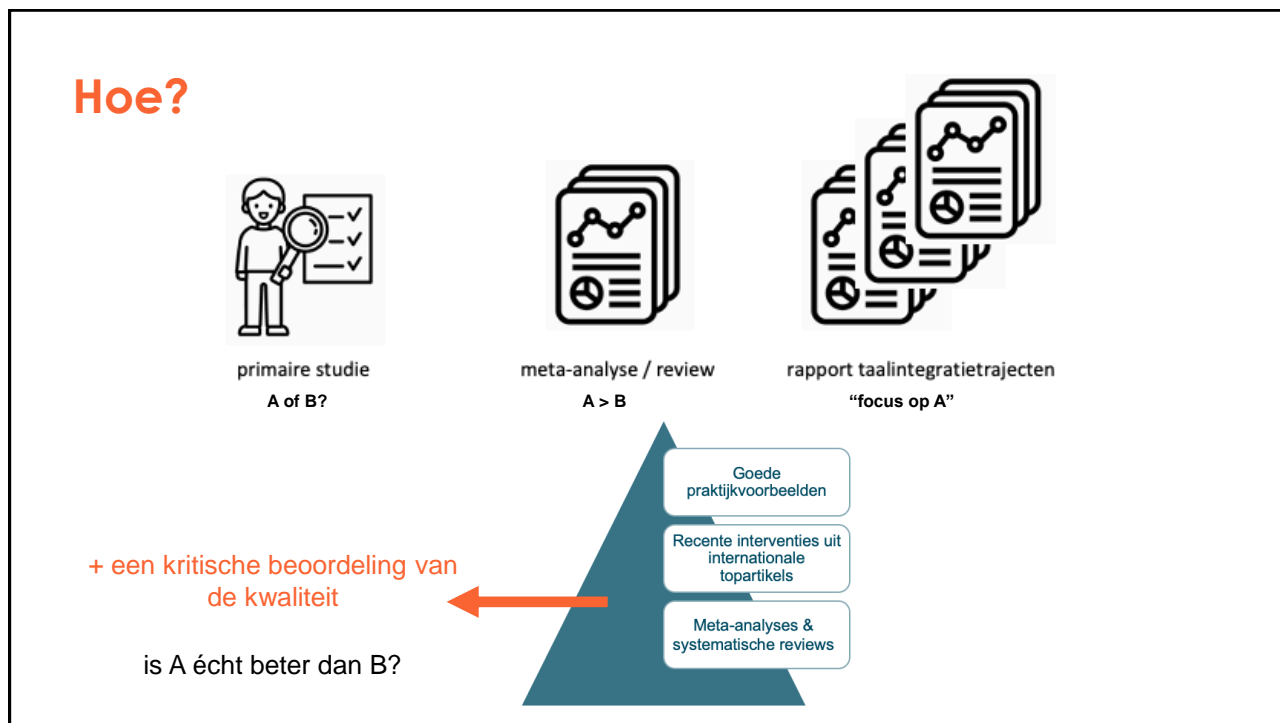 Hoe?
primaire studie
A of B?
meta-analyse / review
A > B
rapport taalintegratietrajecten
“focus op A”
Goede
praktijkvoorbeelden
Recente interventies uit
internationale
topartikels
Meta-analyses &
systematische reviews
+ een kritische beoordeling van
de kwaliteit
is A écht beter dan B?